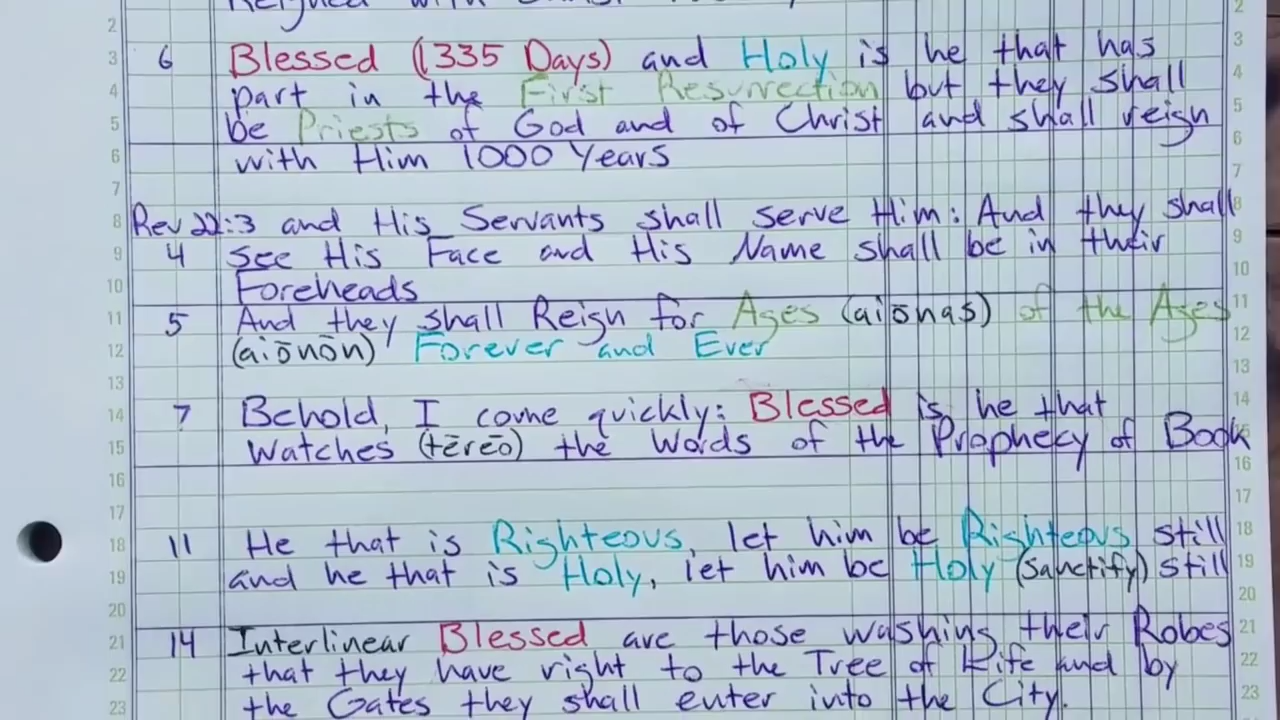 Reigned with Christ
6 Blessed (1335 Days) and Holy is he that has
part in the First Resurrection but they shall
be Priests of God and of Christ and shall reign
with Him 1000 Years
Rev 22:3 and His Servants shall serve Him: And they shall
4 see His Face and His Name shall be in their
Foreheads
5 And they shall Reign for Ages (aiōnas) of the Ages
(aiōnōn) Forever and Ever
7 Behold, I come quickly: Blessed is he that
Watches (tēreō) the Words of the Prophecy of Book
11 He that is Righteous, let him be Righteous still
and he that is Holy, let him be Holy (Sanctify) still
14 Interlinear Blessed are those washing their Robes
that they have right to the Tree of Life and by
the Gates they shall enter into the City.